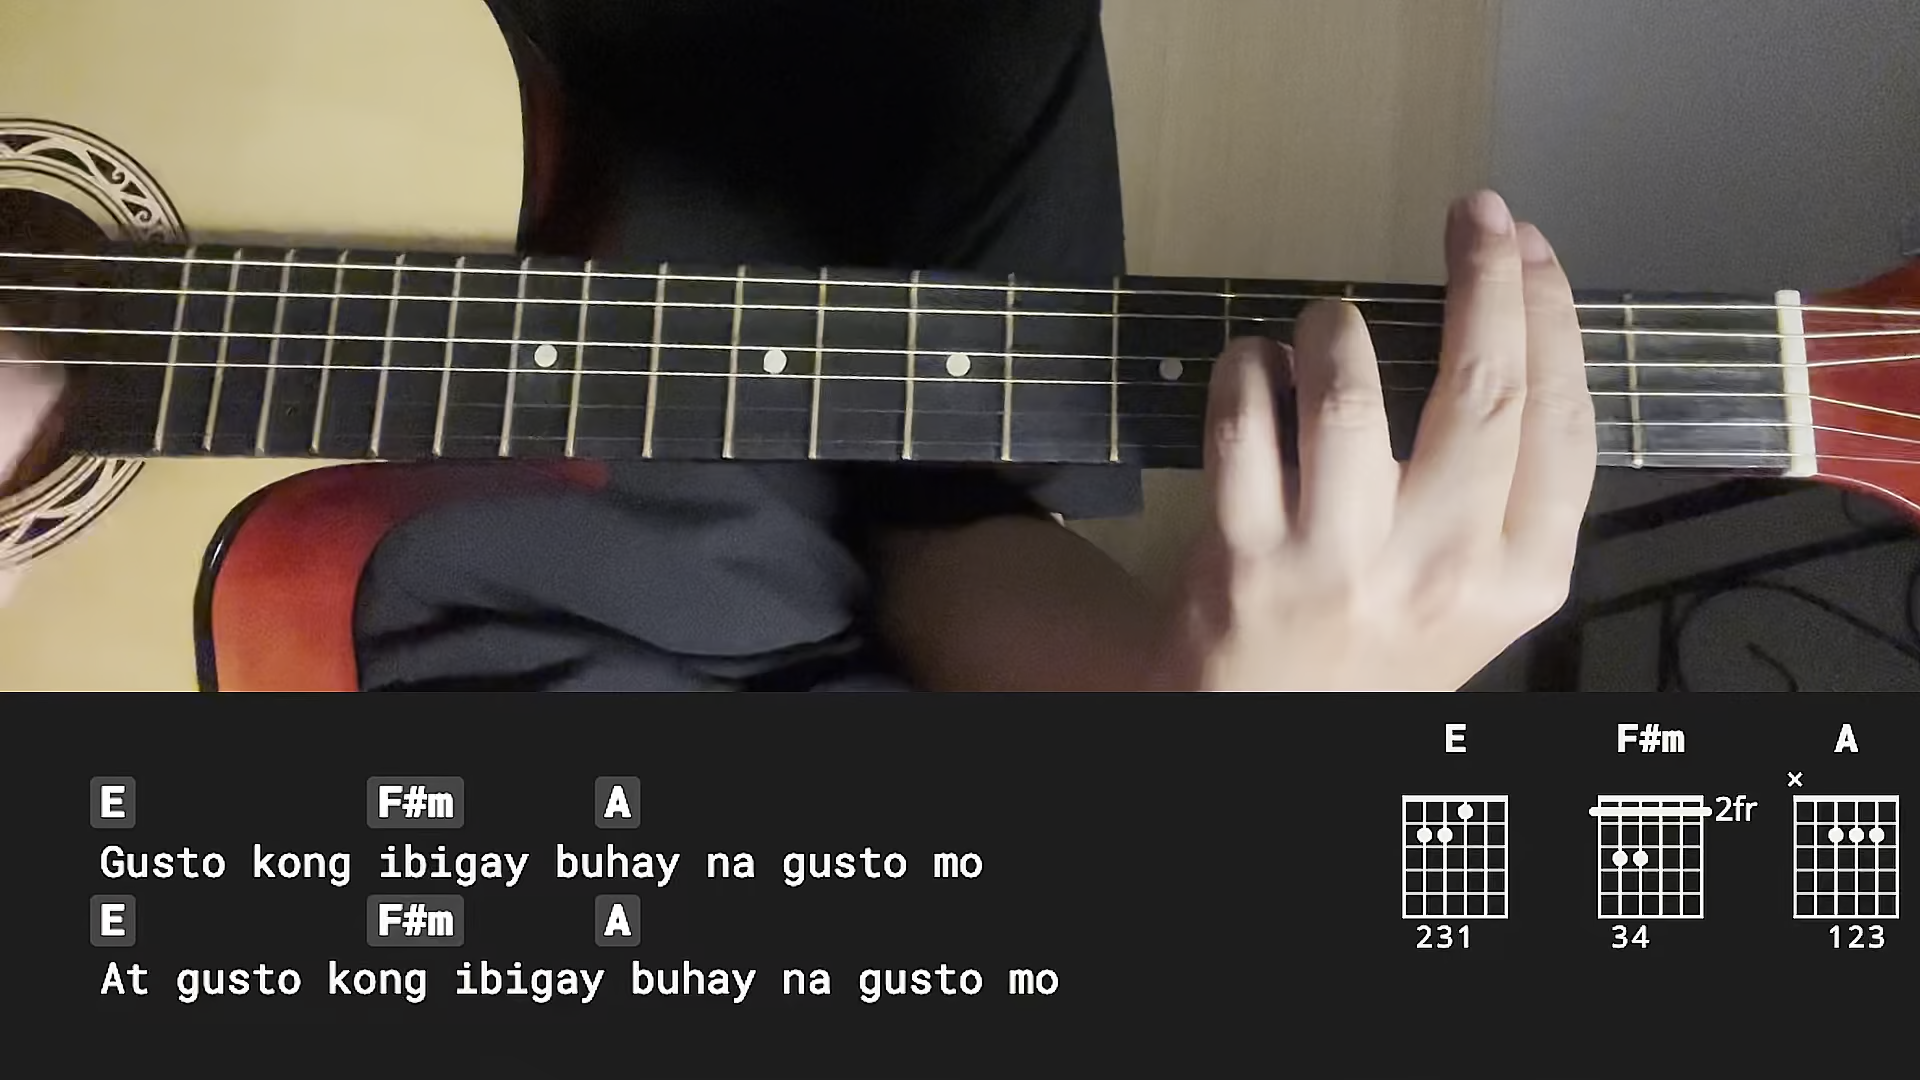 E F#m A
E F#m A
×
Gusto kong ibigay buhay na gusto mo
2fr
E F#m A
At gusto kong ibigay buhay na gusto mo
231 34 123